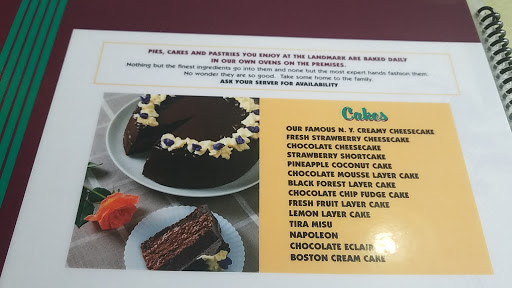 PIES, CAKES AND PASTRIES YOU ENJOY AT THE LANDMARK ARE BAKED DAILY
IN OUR OWN OVENS ON THE PREMISES.
Nothing but the finest ingredients go into them and none but the most expert hands fashion them.
No wonder they are so good. Take some home to the family.
ASK YOUR SERVER FOR AVAILABILITY
Cakes
OUR FAMOUS N. Y. CREAMY CHEESECAKE
FRESH STRAWBERRY CHEESECAKE
CHOCOLATE CHEESECAKE
STRAWBERRY SHORTCAKE
PINEAPPLE COCONUT CAKE
CHOCOLATE MOUSSE LAYER CAKE
BLACK FOREST LAYER CAKE
CHOCOLATE CHIP FUDGE CAKE
FRESH FRUIT LAYER CAKE
LEMON LAYER CAKE
TIRA MISU
NAPOLEON
CHOCOLATE ECLAIR
BOSTON CREAM CAKE